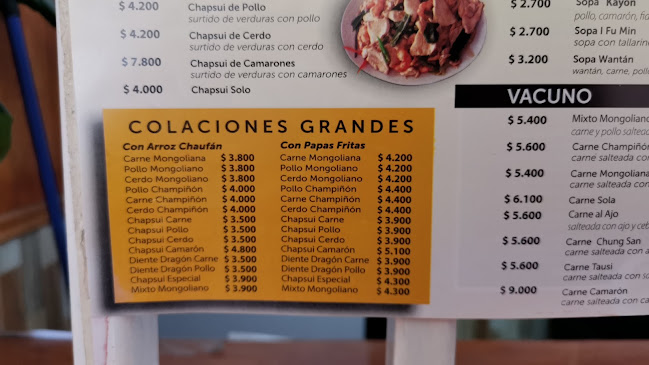 Chapsui de Pollo
$ 4.200 surtido de verduras con pollo
$ 4.200 Chapsui de Cerdo
surtido de verduras con cerdo
$ 7.800 Chapsui de Camarones
surtido de verduras con camarones
$ 4.000 Chapsui Solo
COLACIONES GRANDES
Con Arroz Chaufán
Carne Mongoliana $ 3.800
Pollo Mongoliano $ 3.800
Cerdo Mongoliano $ 3.800
Pollo Champiñón $ 4.000
Carne Champiñón $ 4.000
Cerdo Champiñón $ 4.000
Chapsui Carne $ 3.500
Chapsui Pollo $ 3.500
Chapsui Cerdo $ 3.500
Chapsui Camarón $ 4.800
Diente Dragón Carne $ 3.500
Diente Dragón Pollo $ 3.500
Chapsui Especial $ 3.900
Mixto Mongoliano $ 3.900
Con Papas Fritas
Carne Mongoliana $ 4.200
Pollo Mongoliano $ 4.200
Cerdo Mongoliano $ 4.200
Pollo Champiñón $ 4.400
Carne Champiñón $ 4.400
Cerdo Champiñón $ 4.400
Chapsui Carne $ 3.900
Chapsui Pollo $ 3.900
Chapsui Cerdo $ 3.900
Chapsui Camarón $ 5.100
Diente Dragón Carne $ 3.900
Diente Dragón Pollo $ 3.900
Chapsui Especial $ 4.300
Mixto Mongoliano $ 4.300
$ 2.700 Sopa Kayon
pollo, camarón,
$ 2.700 Sopa I Fu Min
sopa con
$ 3.200 Sopa Wantán
wantán, carne,
VACUNO
$ 5.400 Mixto
carne y pollo
$ 5.600 Carne
carne salteada
$ 5.400 Carne Mongoliana
carne salteada con
$ 6.100 Carne Sola
$ 5.600 Carne al Ajo
salteada con ajo y
$ 5.600 Carne Chung San
carne salteada con
$ 5.600 Carne Tausi
carne salteada con
$ 9.000 Carne Camarón
carne salteada con